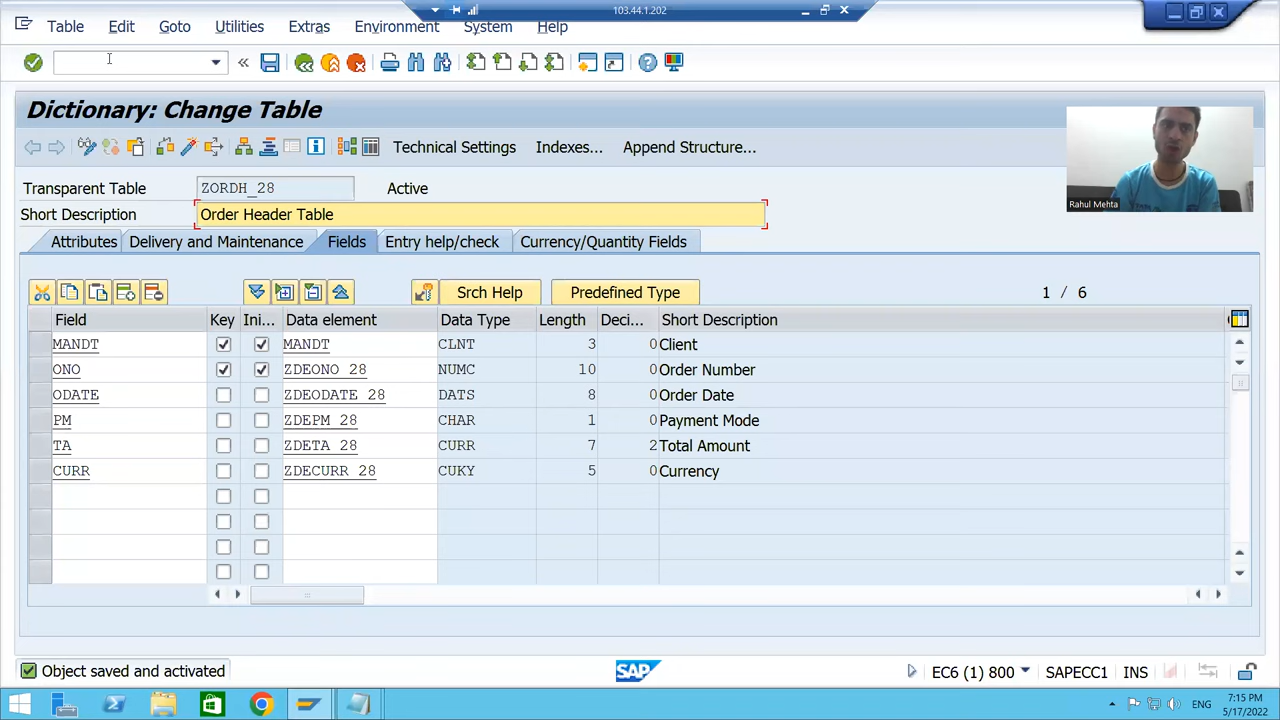 103.44.1.202
Table Edit Goto Utilities Extras Environment System Help
Dictionary: Change Table
Technical Settings Indexes... Append Structure...
Transparent Table ZORDH_28 Active
Short Description Order Header Table
Attributes Delivery and Maintenance Fields Entry help/check Currency/Quantity Fields
Srch Help Predefined Type 1 / 6
Field Key Ini... Data element Data Type Length Deci... Short Description
MANDT MANDT CLNT 3 0 Client
ONO ZDEONO_28 NUMC 10 0 Order Number
ODATE ZDEODATE_28 DATS 8 0 Order Date
PM ZDEPM_28 CHAR 1 0 Payment Mode
TA ZDETA_28 CURR 7 2 Total Amount
CURR ZDECURR_28 CUKY 5 0 Currency
Rahul Mehta
Object saved and activated SAP EC6 (1) 800 SAPECC1 INS
ENG 7:15 PM
5/17/2022